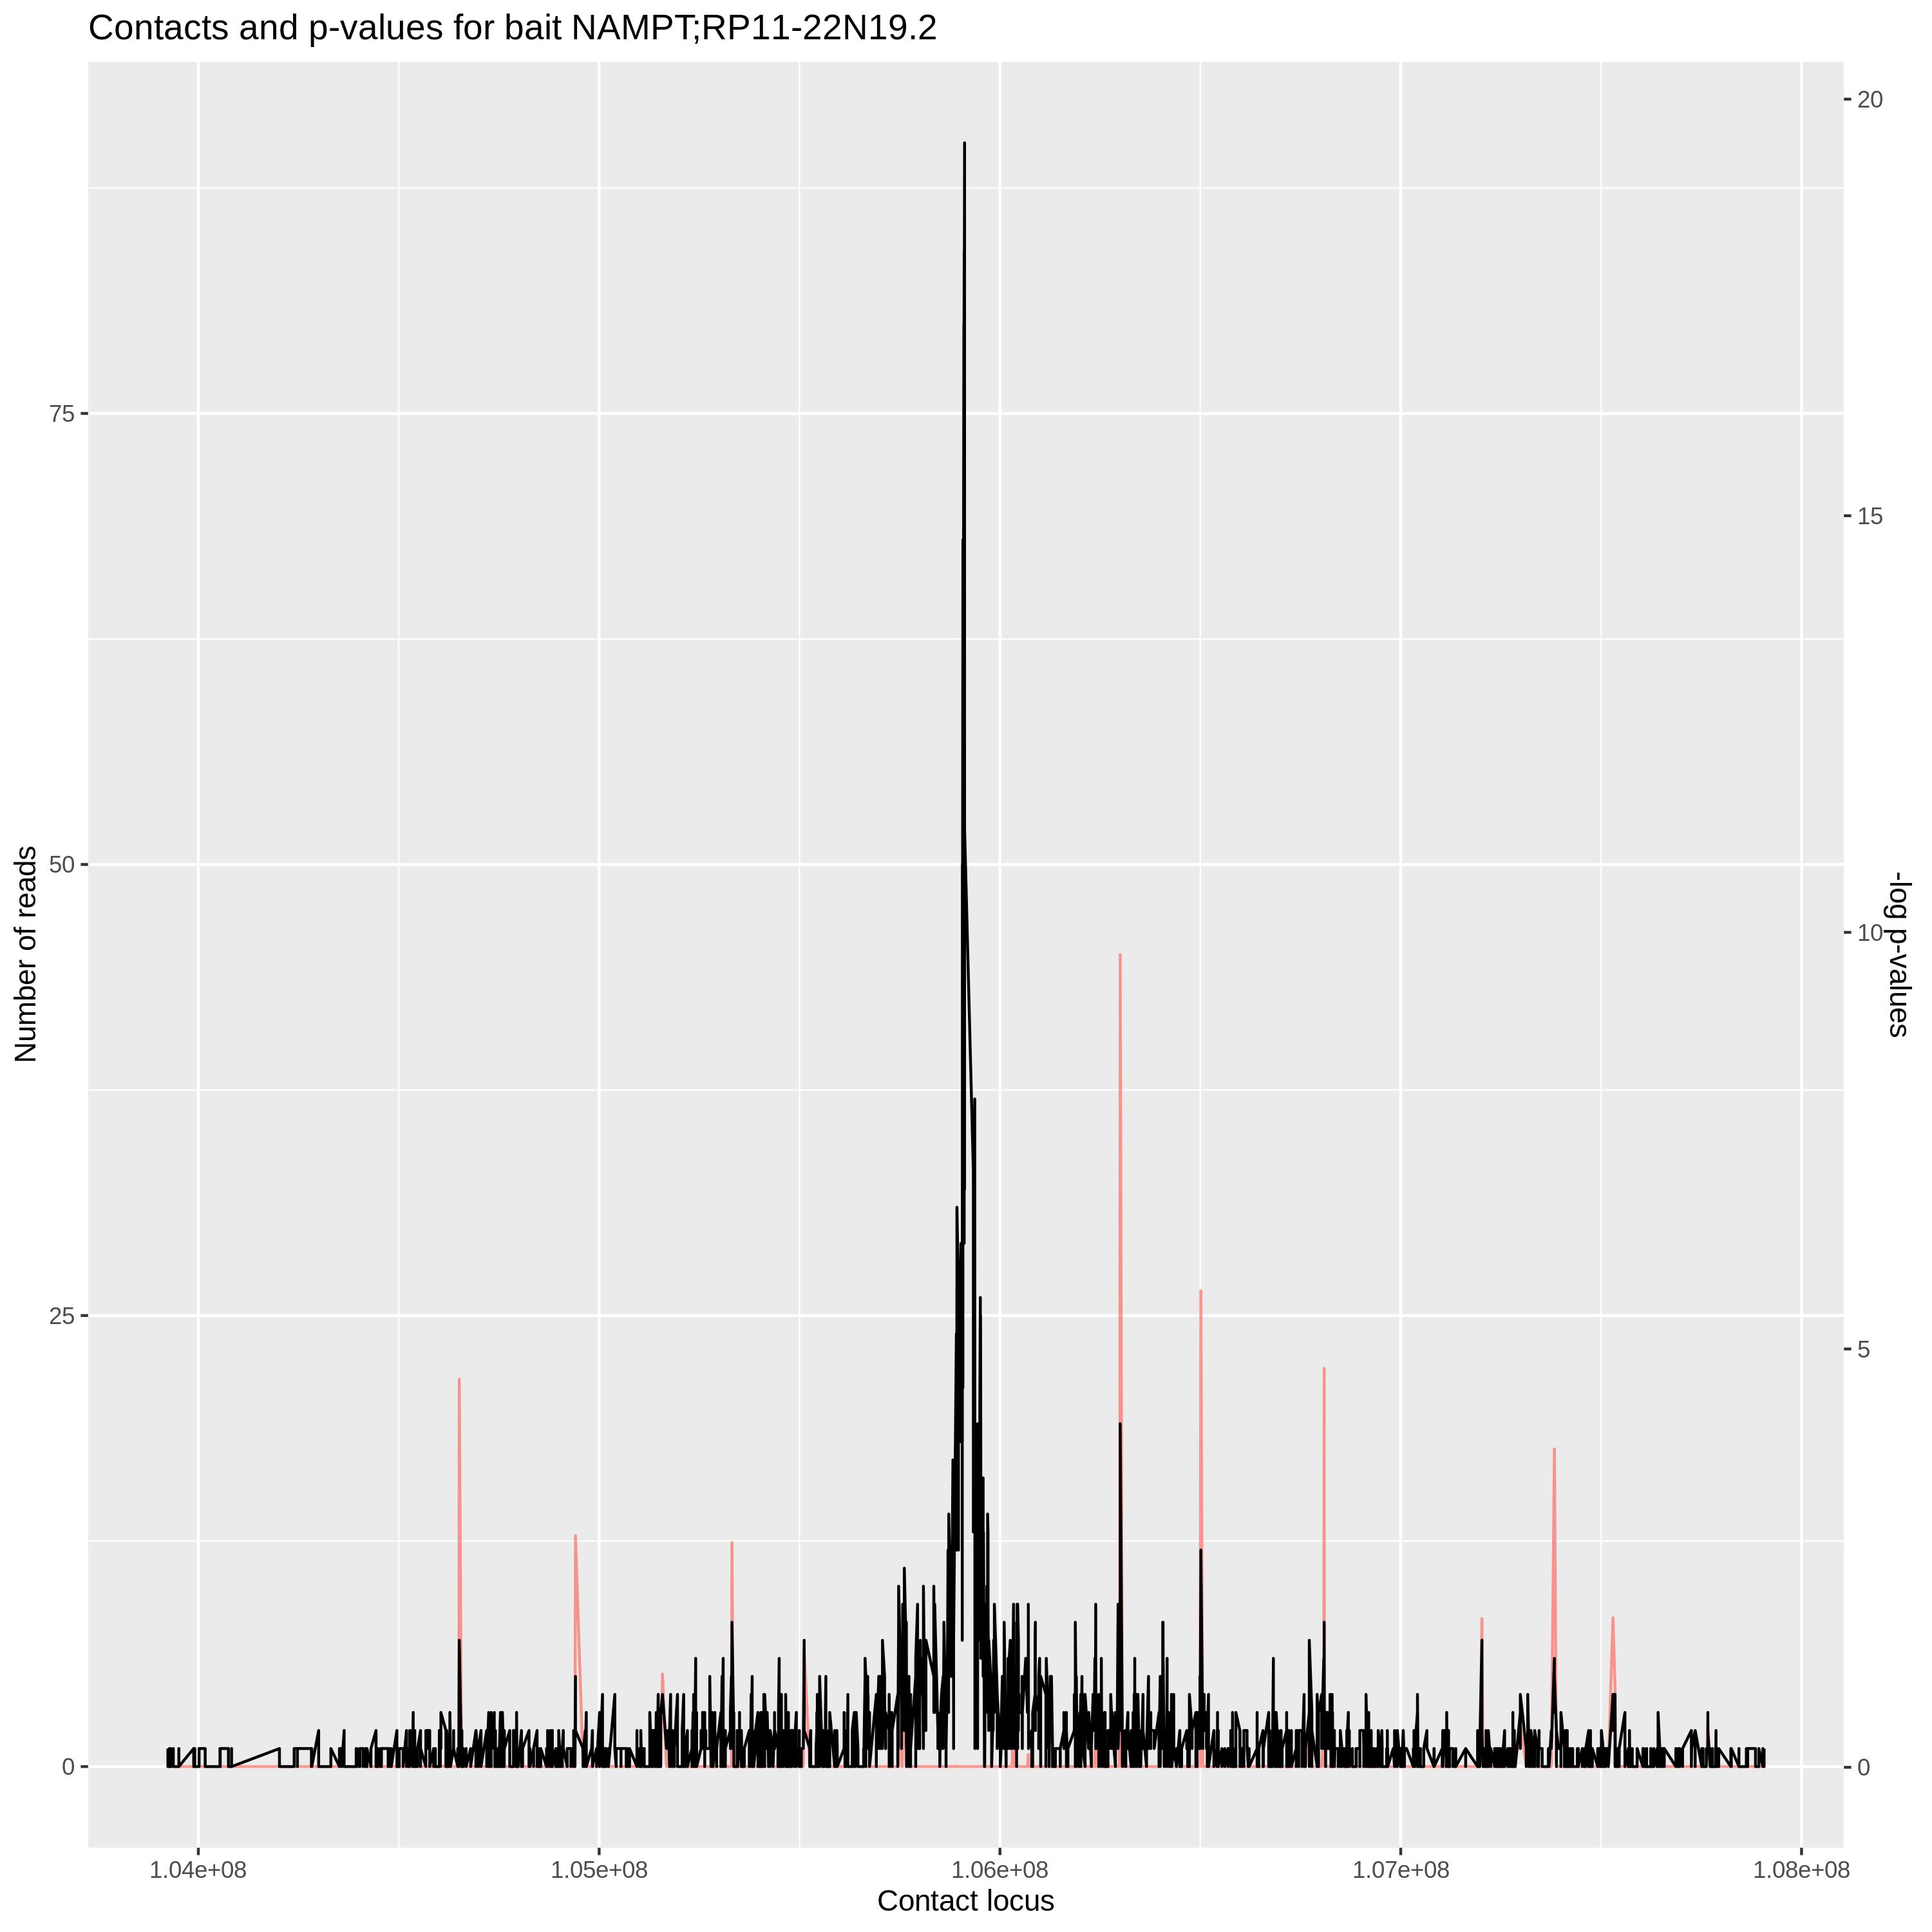 Contacts and p-values for bait NAMPT;RP11-22N19.2
20
75
15
50
10
Number of reads
-log p-values
25
5
0
0
1.04e+08 1.05e+08 1.06e+08 1.07e+08 1.08e+08
Contact locus